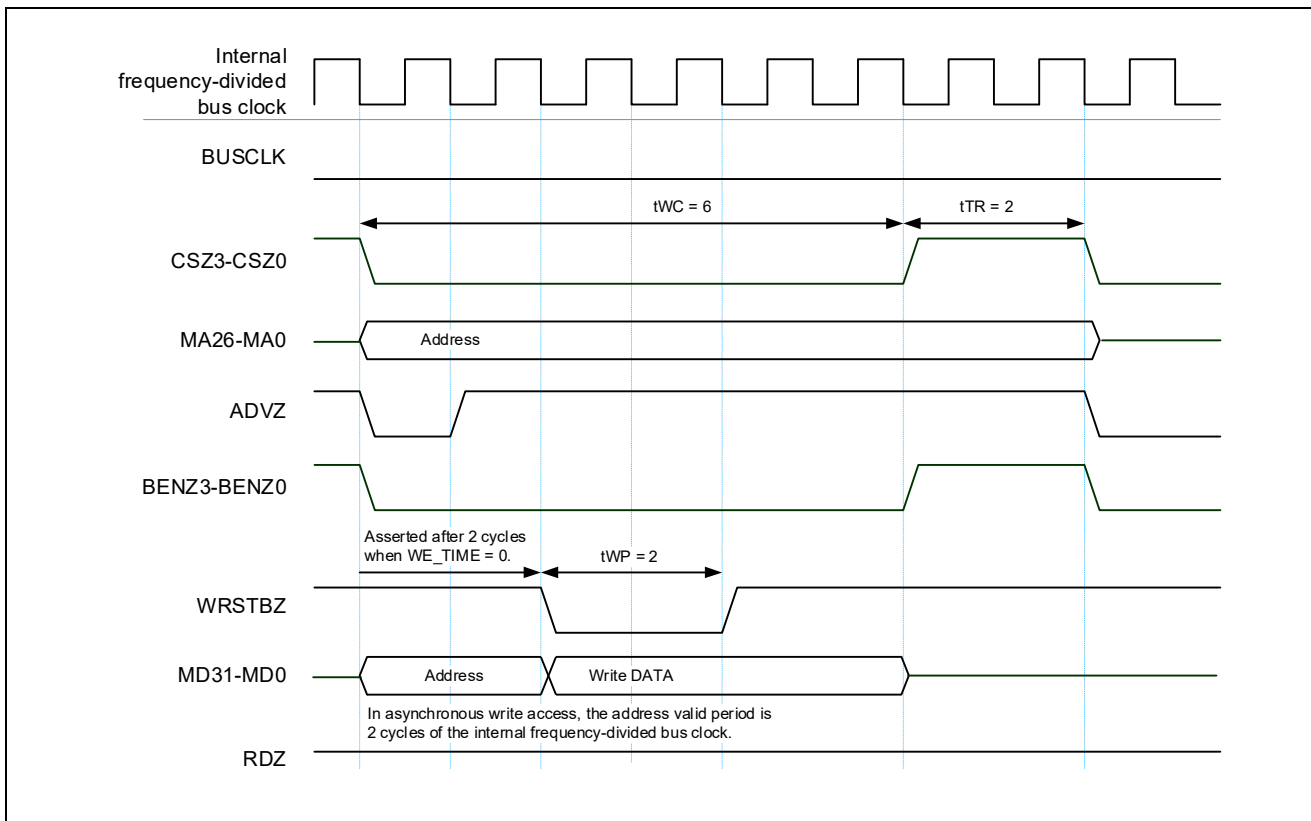 Internal
frequency-divided
bus clock
BUSCLK
tWC = 6
tTR = 2
CSZ3-CSZ0
MA26-MA0
Address
ADVZ
BENZ3-BENZ0
Asserted after 2 cycles
when WE_TIME = 0.
tWP = 2
WRSTBZ
MD31-MD0
Address
Write DATA
In asynchronous write access, the address valid period is
2 cycles of the internal frequency-divided bus clock.
RDZ